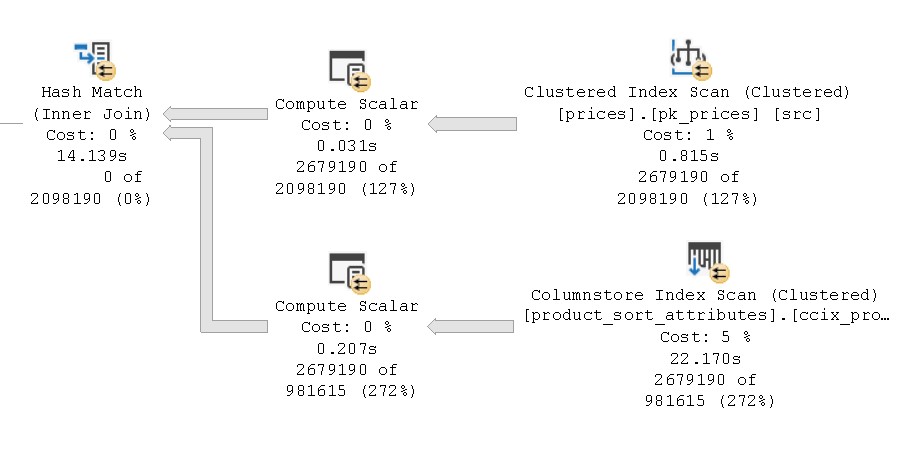 Hash Match
(Inner Join)
Cost: 0 %
14.139s
0 of
2098190 (0%)
Compute Scalar
Cost: 0 %
0.031s
2679190 of
2098190 (127%)
Clustered Index Scan (Clustered)
[prices].[pk_prices] [src]
Cost: 1 %
0.815s
2679190 of
2098190 (127%)
Compute Scalar
Cost: 0 %
0.207s
2679190 of
981615 (272%)
Columnstore Index Scan (Clustered)
[product_sort_attributes].[ccix_pro…
Cost: 5 %
22.170s
2679190 of
981615 (272%)